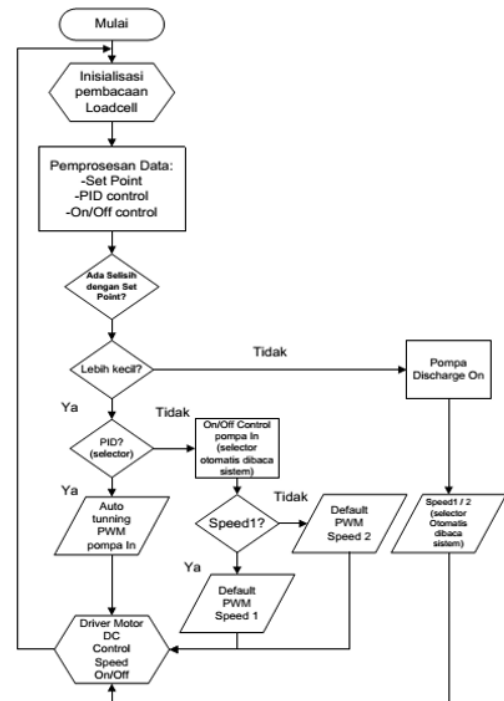 Mulai
Inisialisasi
pembacaan
Loadcell
Pemprosesan Data:
-Set Point
-PID control
-On/Off control
Ada Selisih
dengan Set
Point?
Lebih kecil?
Tidak
Pompa
Discharge On
Ya
PID?
(selector)
Tidak
On/Off Control
pompa In
(selector
otomatis dibaca
sistem)
Ya
Auto
tunning
PWM
pompa In
Speed1?
Tidak
Default
PWM
Speed 2
Speed1 / 2
(selector
Otomatis
dibaca
sistem)
Ya
Default
PWM
Speed 1
Driver Motor
DC
Control
Speed
On/Off